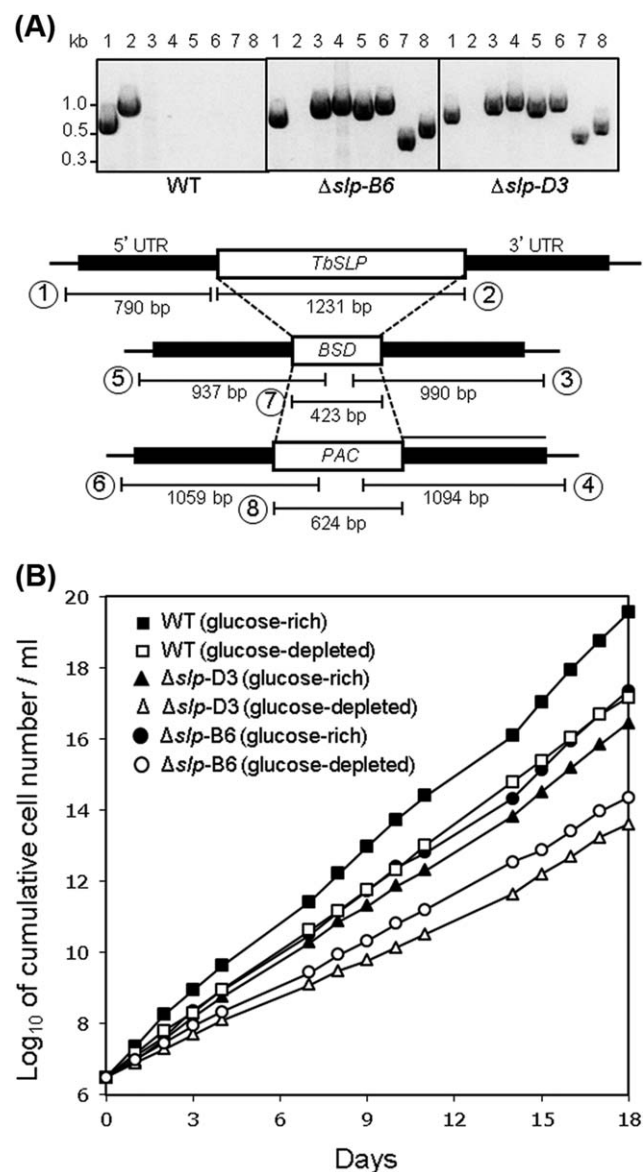 (A)
kb 1 2 3 4 5 6 7 8 1 2 3 4 5 6 7 8 1 2 3 4 5 6 7 8
1.0
0.5
0.3
WT Δslp-B6 Δslp-D3
5' UTR TbSLP 3' UTR
1 790 bp 1231 bp 2
BSD
5 937 bp 7 990 bp 3
423 bp
PAC
6 1059 bp 8 1094 bp 4
624 bp
(B)
Log10 of cumulative cell number / ml
20
18
16
14
12
10
8
6
WT (glucose-rich)
WT (glucose-depleted)
Δslp-D3 (glucose-rich)
Δslp-D3 (glucose-depleted)
Δslp-B6 (glucose-rich)
Δslp-B6 (glucose-depleted)
0 3 6 9 12 15 18
Days